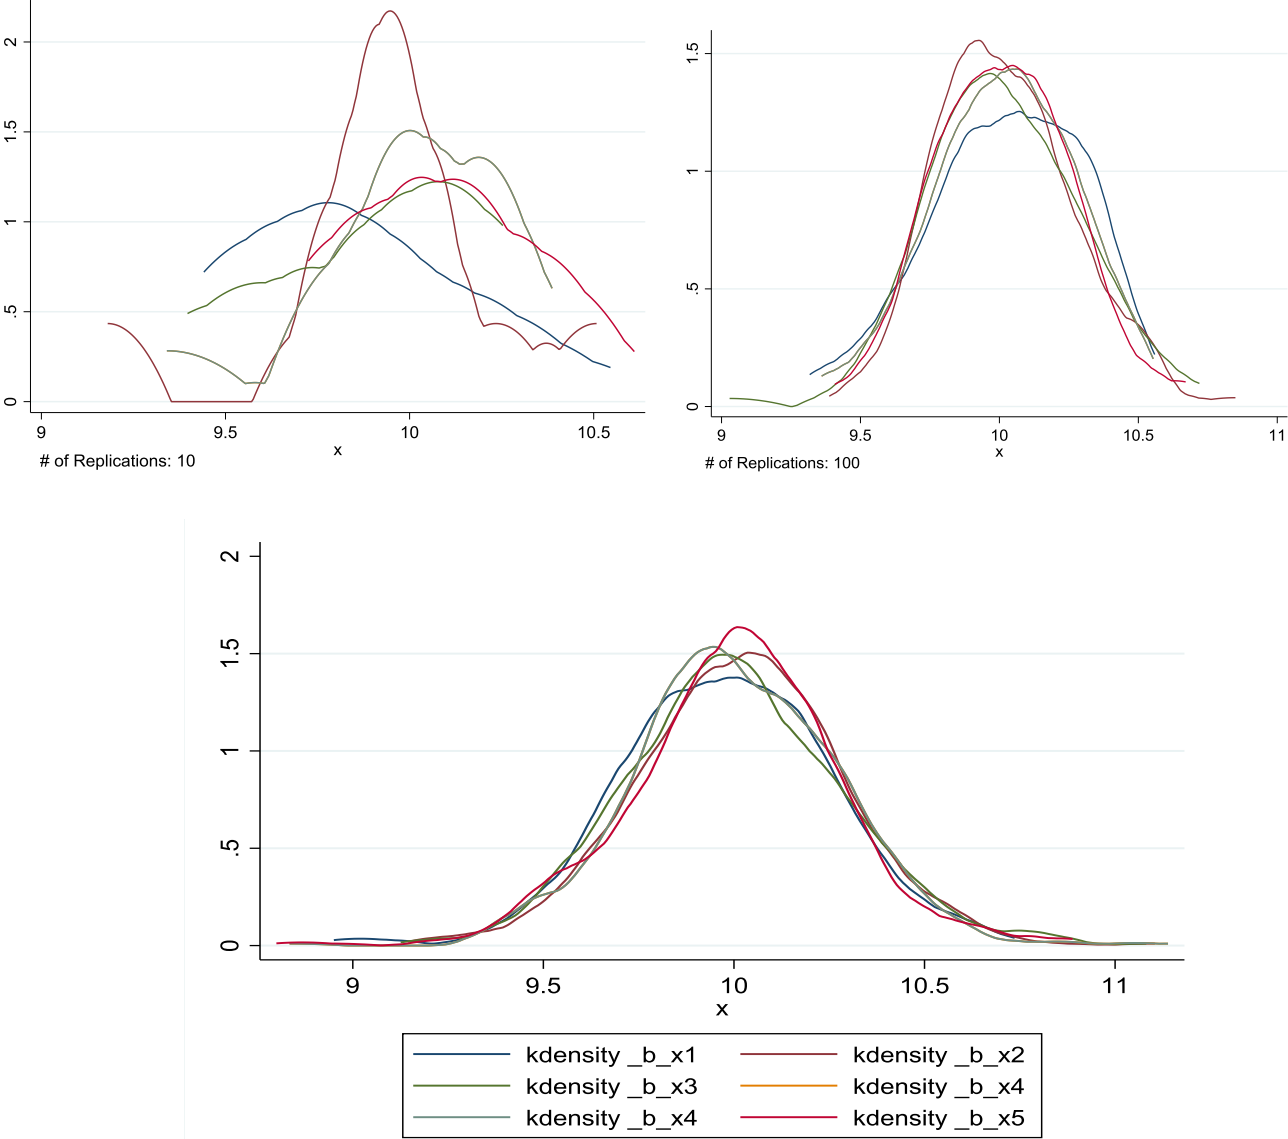 2
1.5
1
.5
0
9
9.5
10
10.5
x
# of Replications: 10
1.5
1
.5
0
9
9.5
10
10.5
11
x
# of Replications: 100
2
1.5
1
.5
0
9
9.5
10
10.5
11
x
kdensity _b_x1
kdensity _b_x2
kdensity _b_x3
kdensity _b_x4
kdensity _b_x4
kdensity _b_x5